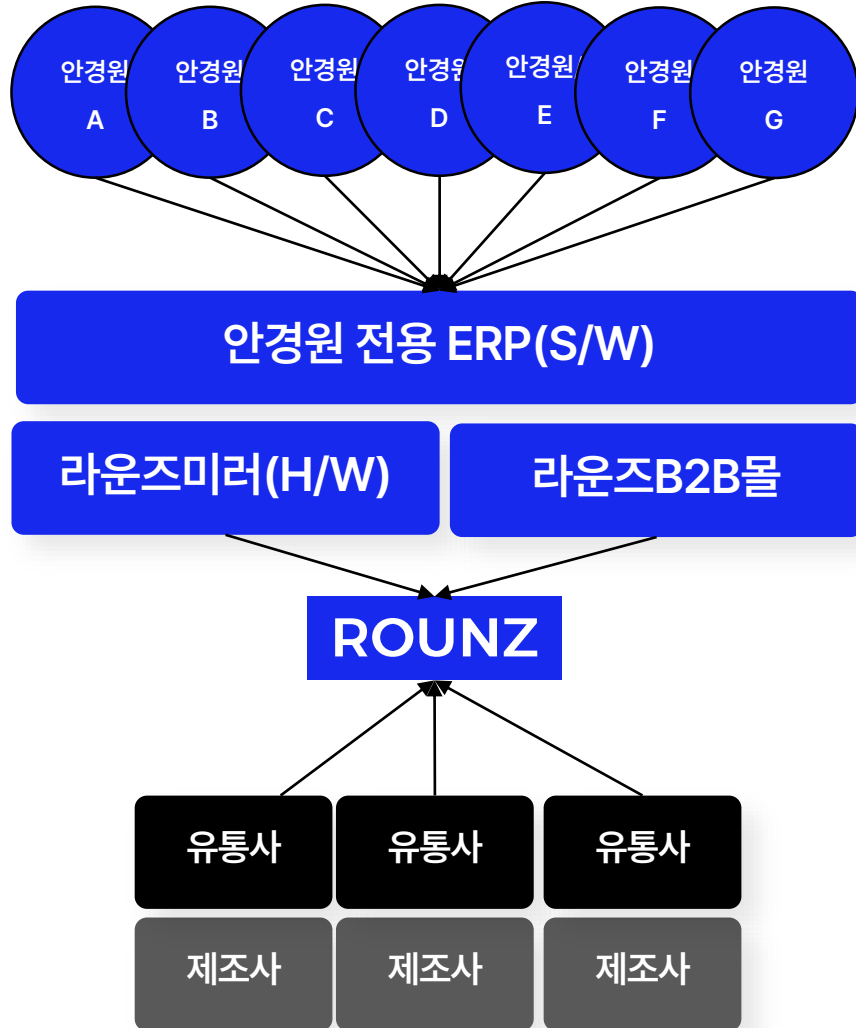 안경원
A
안경원
B
안경원
C
안경원
D
안경원
E
안경원
F
안경원
G
안경원 전용 ERP(S/W)
라운즈미러(H/W)
라운즈B2B몰
ROUNZ
유통사
유통사
유통사
제조사
제조사
제조사